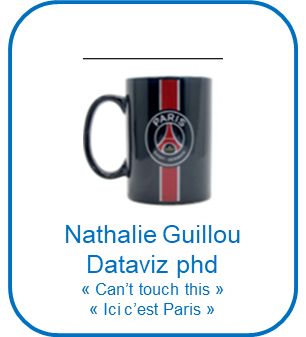 PARIS
Nathalie Guillou
Dataviz phd
« Can't touch this »
« Ici c'est Paris »